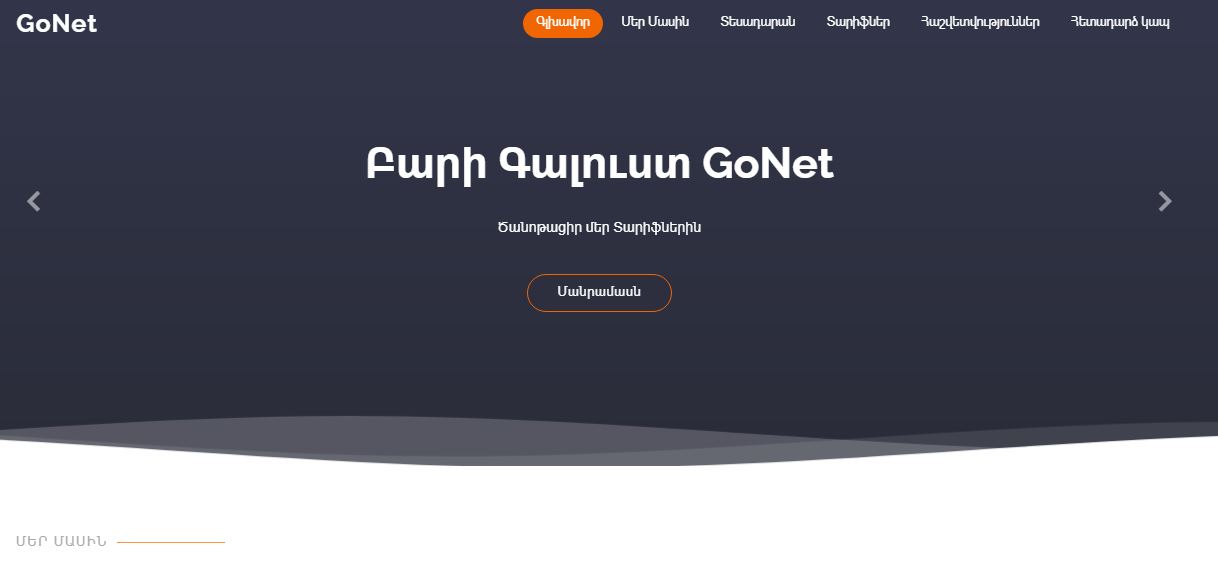 GoNet
Գլխավոր Մեր Մասին Տեսադարան Տարիֆներ Հաշվետվություններ Հետադարձ կապ
Բարի Գալուստ GoNet
Ծանոթացիր մեր Տարիֆներին
Մանրամասն
ՄԵՐ ՄԱՍԻՆ